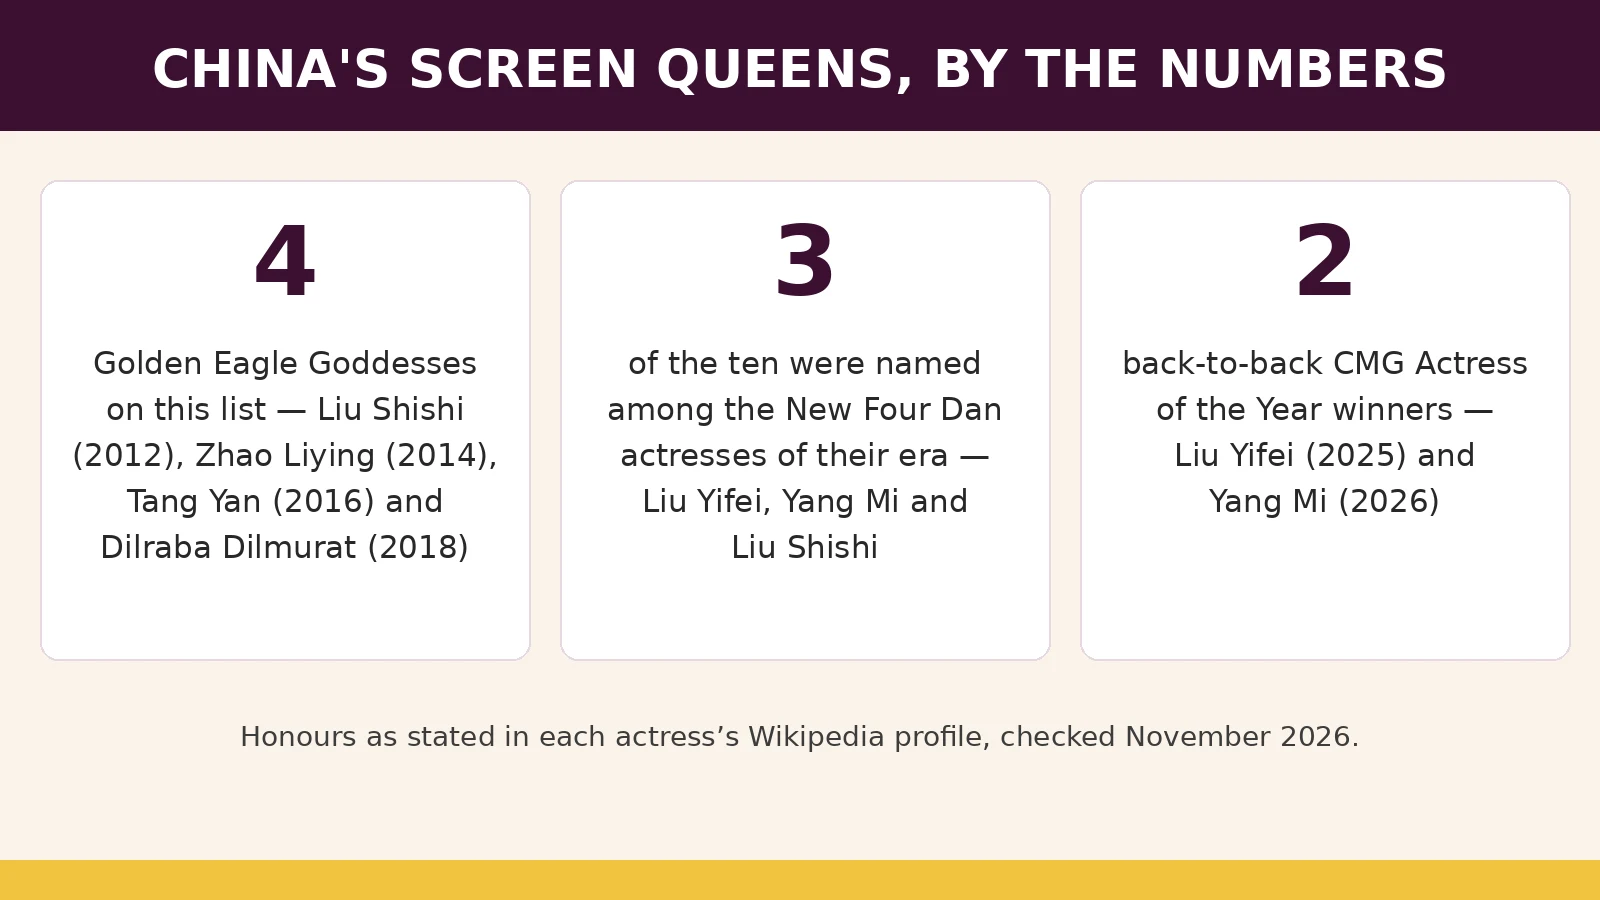 CHINA'S SCREEN QUEENS, BY THE NUMBERS
4
Golden Eagle Goddesses
on this list — Liu Shishi
(2012), Zhao Liying (2014),
Tang Yan (2016) and
Dilraba Dilmurat (2018)
3
of the ten were named
among the New Four Dan
actresses of their era —
Liu Yifei, Yang Mi and
Liu Shishi
2
back-to-back CMG Actress
of the Year winners —
Liu Yifei (2025) and
Yang Mi (2026)
Honours as stated in each actress’s Wikipedia profile, checked November 2026.